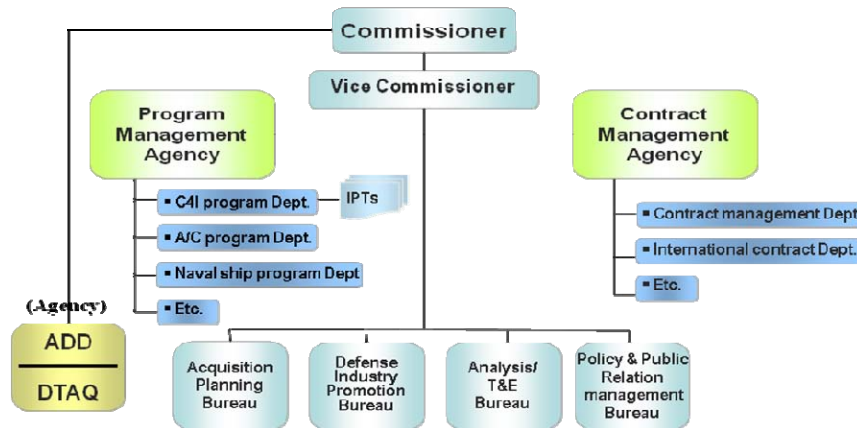 Commissioner
Vice Commissioner
Program
Management
Agency
▪ C4I program Dept.
IPTs
▪ A/C program Dept.
▪ Naval ship program Dept
▪ Etc.
Contract
Management
Agency
▪ Contract management Dept
▪ International contract Dept.
▪ Etc.
(Agency)
ADD
DTAQ
Acquisition
Planning
Bureau
Defense
Industry
Promotion
Bureau
Analysis/
T&E
Bureau
Policy & Public
Relation
management
Bureau